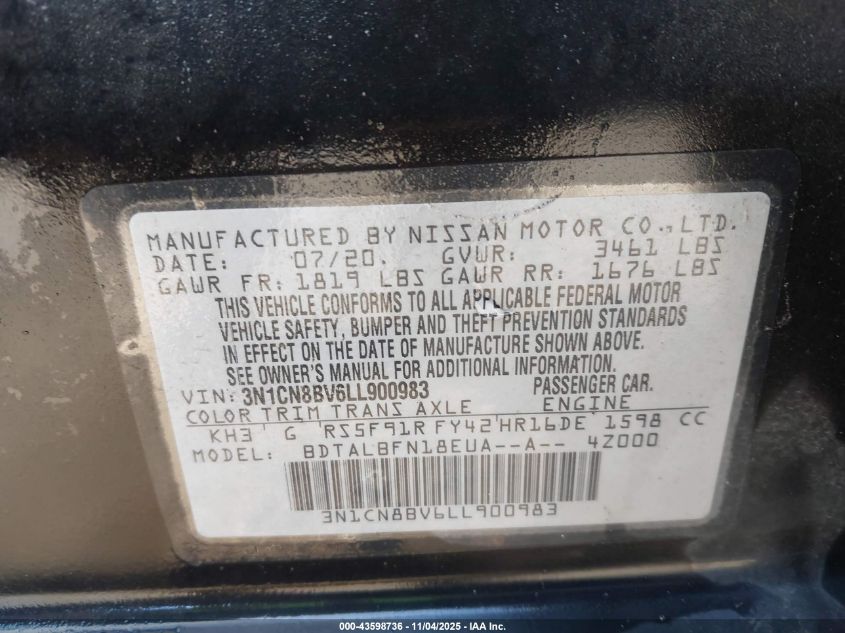 MANUFACTURED BY NISSAN MOTOR CO.,LTD.
DATE: 07/20. GVWR: 3461 LBS
GAWR FR: 1819 LBS GAWR RR: 1676 LBS
THIS VEHICLE CONFORMS TO ALL APPLICABLE FEDERAL MOTOR
VEHICLE SAFETY, BUMPER AND THEFT PREVENTION STANDARDS
IN EFFECT ON THE DATE OF MANUFACTURE SHOWN ABOVE.
SEE OWNER'S MANUAL FOR ADDITIONAL INFORMATION.
VIN: 3N1CN8BV6LL900983 PASSENGER CAR.
COLOR TRIM TRANS AXLE ENGINE
KH3 ' G 'RS5F91R FY42'HR16DE 1598 CC
MODEL: BDTALBFN18EUA--A-- 4Z000
3N1CN8BV6LL900983
000-43598736 - 11/04/2025 - IAA Inc.